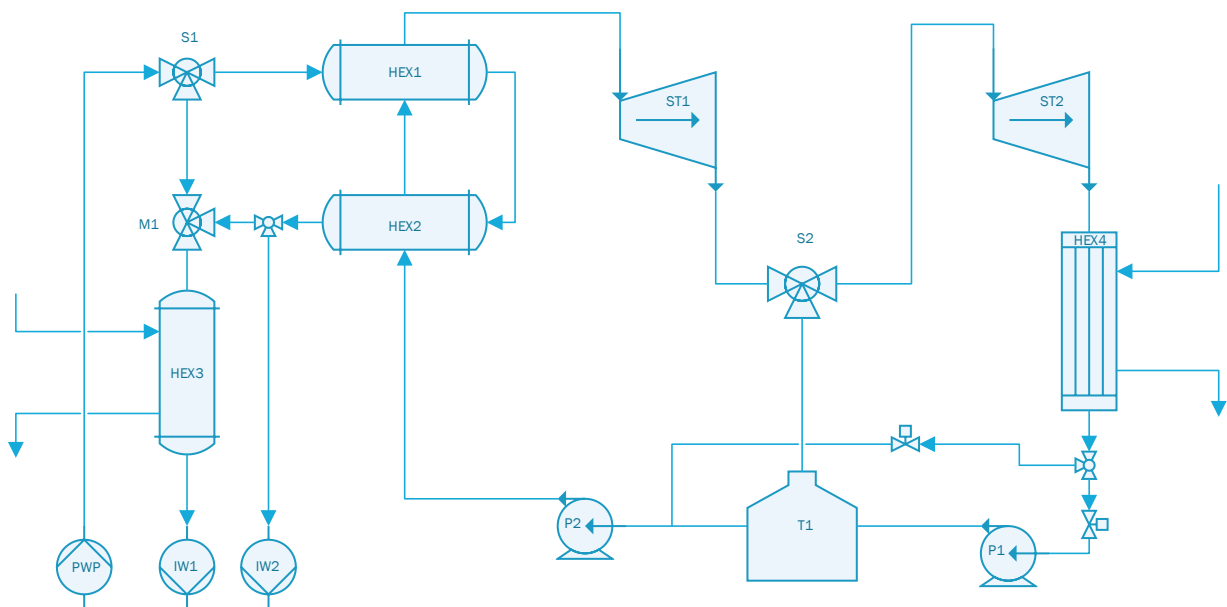 S1
HEX1
ST1
ST2
M1
HEX2
S2
HEX4
HEX3
P2
T1
P1
PWP
IW1
IW2